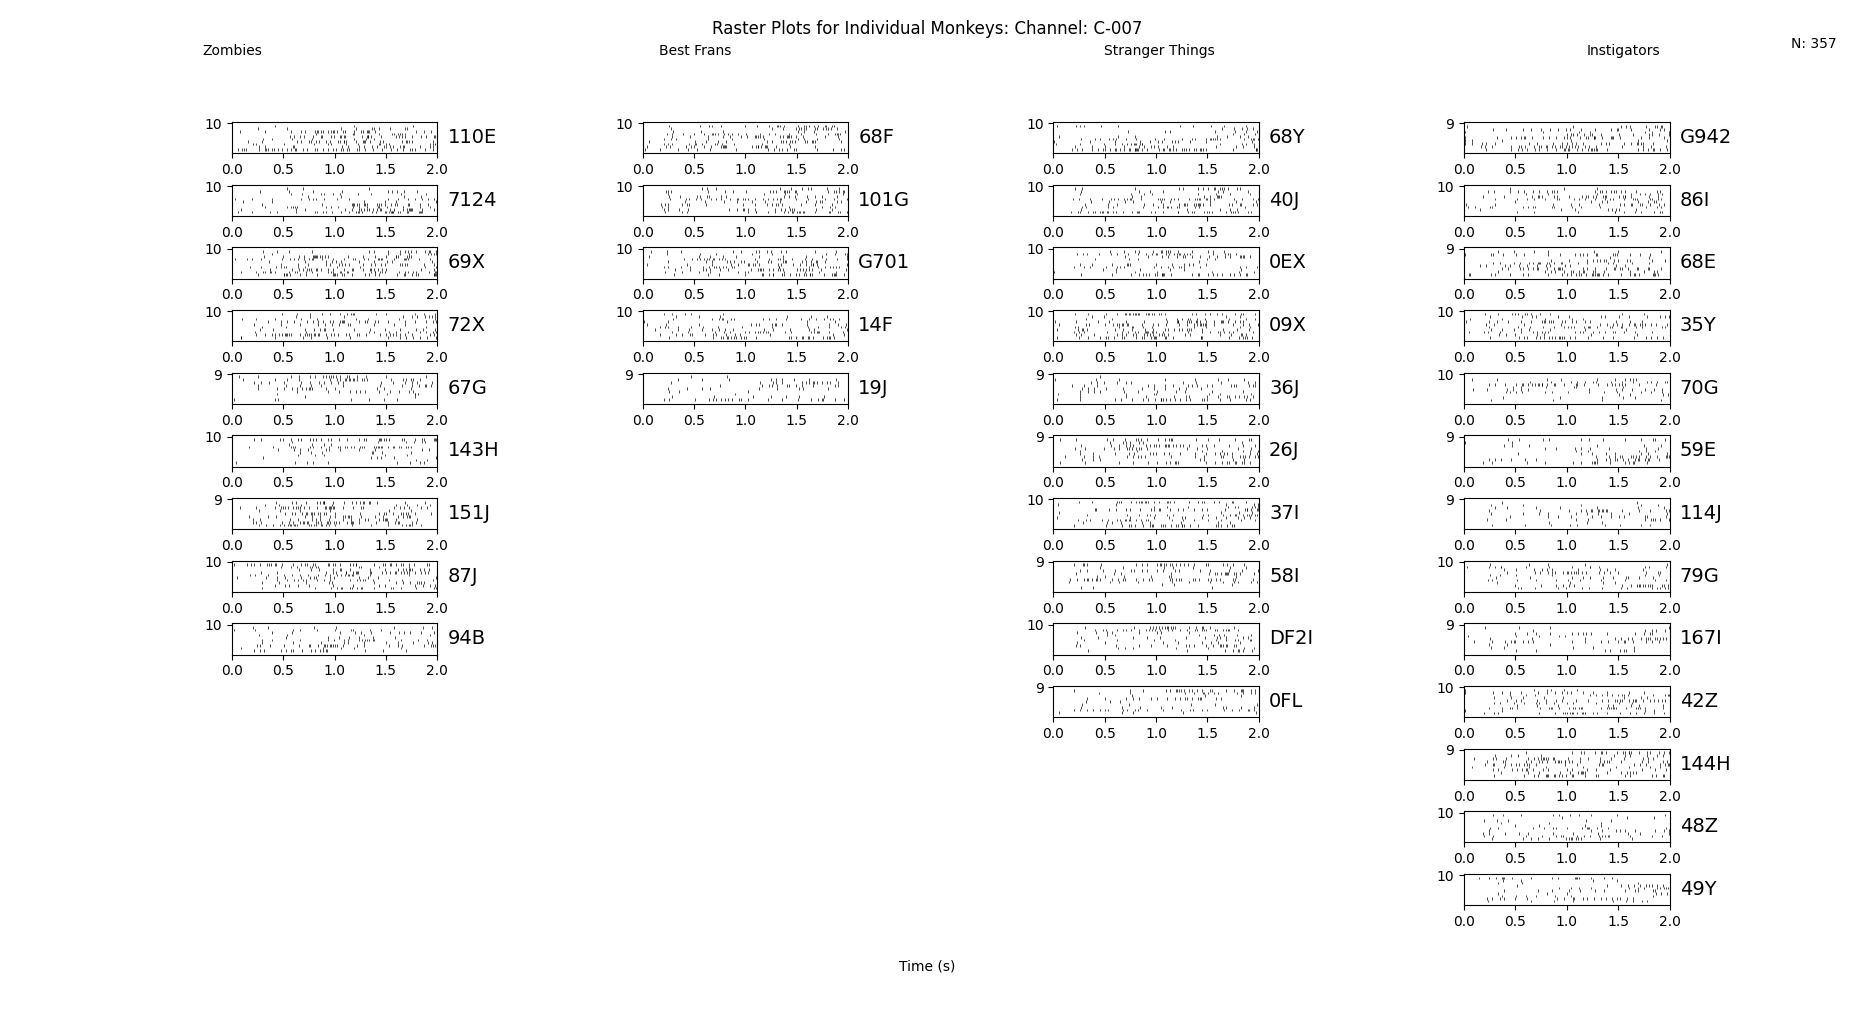 Raster Plots for Individual Monkeys: Channel: C-007
Zombies Best Frans Stranger Things Instigators N: 357
10 110E 10 68F 10 68Y 9 G942
0.0 0.5 1.0 1.5 2.0 0.0 0.5 1.0 1.5 2.0 0.0 0.5 1.0 1.5 2.0 0.0 0.5 1.0 1.5 2.0
10 7124 10 101G 10 40J 10 86I
0.0 0.5 1.0 1.5 2.0 0.0 0.5 1.0 1.5 2.0 0.0 0.5 1.0 1.5 2.0 0.0 0.5 1.0 1.5 2.0
10 69X 10 G701 10 0EX 9 68E
0.0 0.5 1.0 1.5 2.0 0.0 0.5 1.0 1.5 2.0 0.0 0.5 1.0 1.5 2.0 0.0 0.5 1.0 1.5 2.0
10 72X 10 14F 10 09X 10 35Y
0.0 0.5 1.0 1.5 2.0 0.0 0.5 1.0 1.5 2.0 0.0 0.5 1.0 1.5 2.0 0.0 0.5 1.0 1.5 2.0
9 67G 9 19J 9 36J 10 70G
0.0 0.5 1.0 1.5 2.0 0.0 0.5 1.0 1.5 2.0 0.0 0.5 1.0 1.5 2.0 0.0 0.5 1.0 1.5 2.0
10 143H 9 26J 9 59E
0.0 0.5 1.0 1.5 2.0 0.0 0.5 1.0 1.5 2.0 0.0 0.5 1.0 1.5 2.0
9 151J 10 37I 9 114J
0.0 0.5 1.0 1.5 2.0 0.0 0.5 1.0 1.5 2.0 0.0 0.5 1.0 1.5 2.0
10 87J 9 58I 10 79G
0.0 0.5 1.0 1.5 2.0 0.0 0.5 1.0 1.5 2.0 0.0 0.5 1.0 1.5 2.0
10 94B 10 DF2I 9 167I
0.0 0.5 1.0 1.5 2.0 0.0 0.5 1.0 1.5 2.0 0.0 0.5 1.0 1.5 2.0
9 0FL 10 42Z
0.0 0.5 1.0 1.5 2.0 0.0 0.5 1.0 1.5 2.0
9 144H
0.0 0.5 1.0 1.5 2.0
10 48Z
0.0 0.5 1.0 1.5 2.0
10 49Y
0.0 0.5 1.0 1.5 2.0
Time (s)